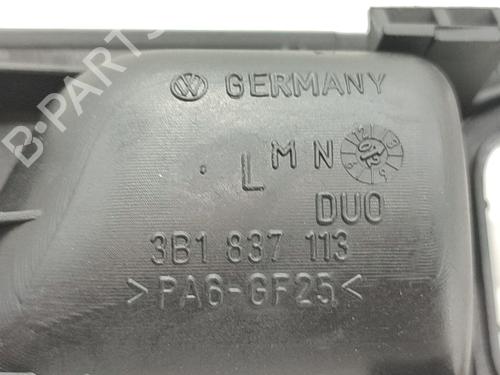 B-PARTS
GERMANY
L M N
DUO
3B1 837 113
>PA6-GF25<